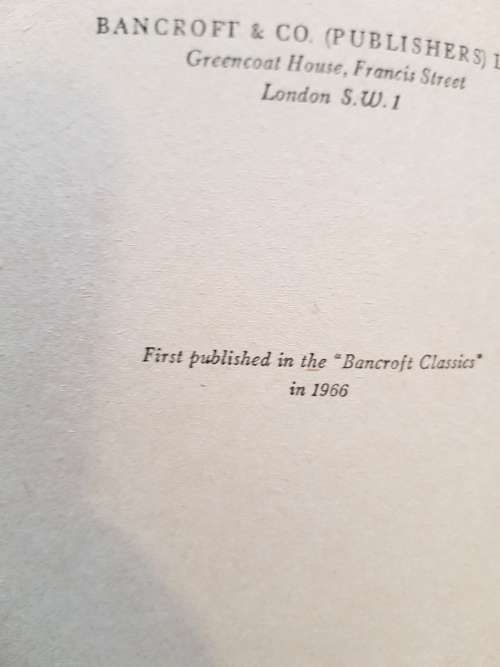 BANCROFT & CO. (PUBLISHERS)
Greencoat House, Francis Street
London S.W.1
First published in the "Bancroft Classics"
in 1966